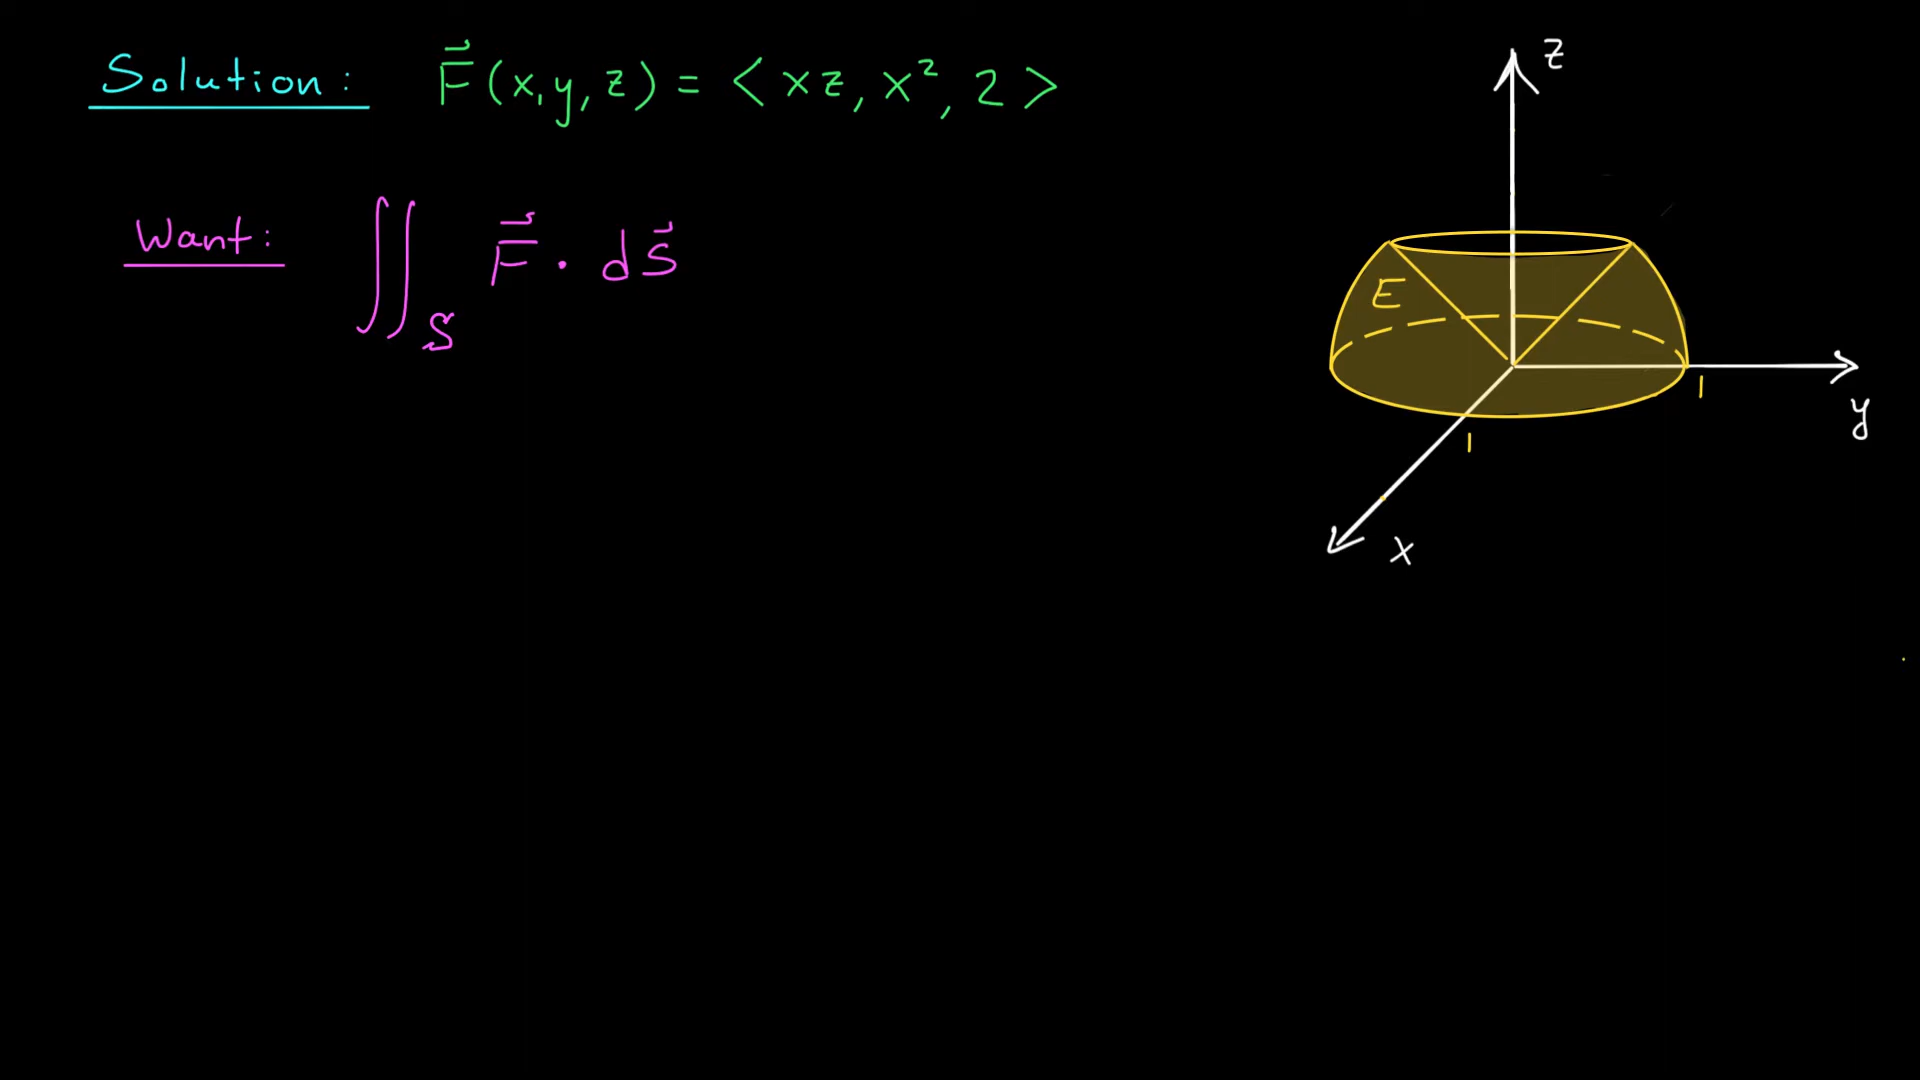 Solution: F⃗(x,y,z) = <xz, x², 2>
Want: ∬_S F⃗ · dS⃗
z
E
1
y
1
x